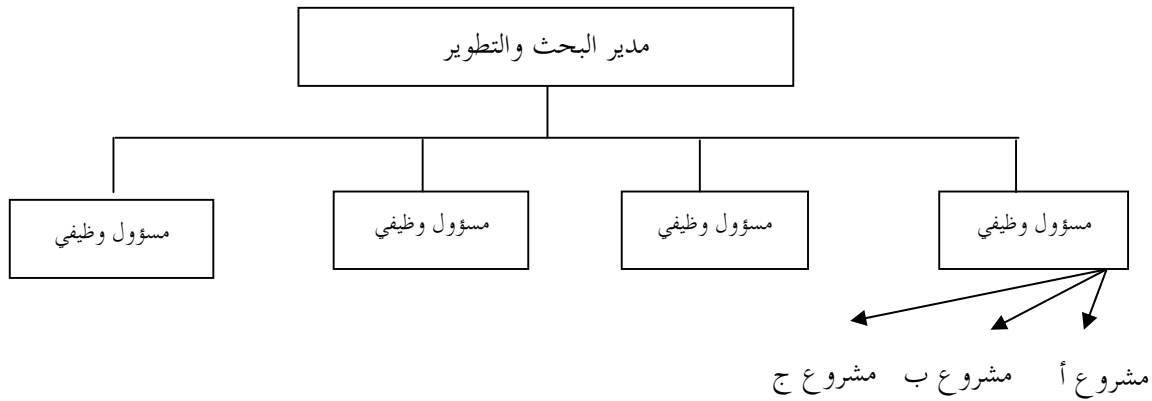 مدير البحث والتطوير
مسؤول وظيفي
مسؤول وظيفي
مسؤول وظيفي
مسؤول وظيفي
مشروع أ
مشروع ب
مشروع ج